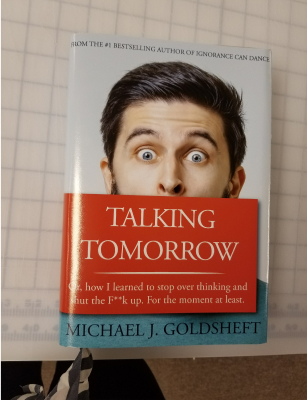 FROM THE #1 BESTSELLING AUTHOR OF IGNORANCE CAN DANCE
TALKING
TOMORROW
Or, how I learned to stop over thinking and
shut the F**k up. For the moment at least.
MICHAEL J. GOLDSHEFT